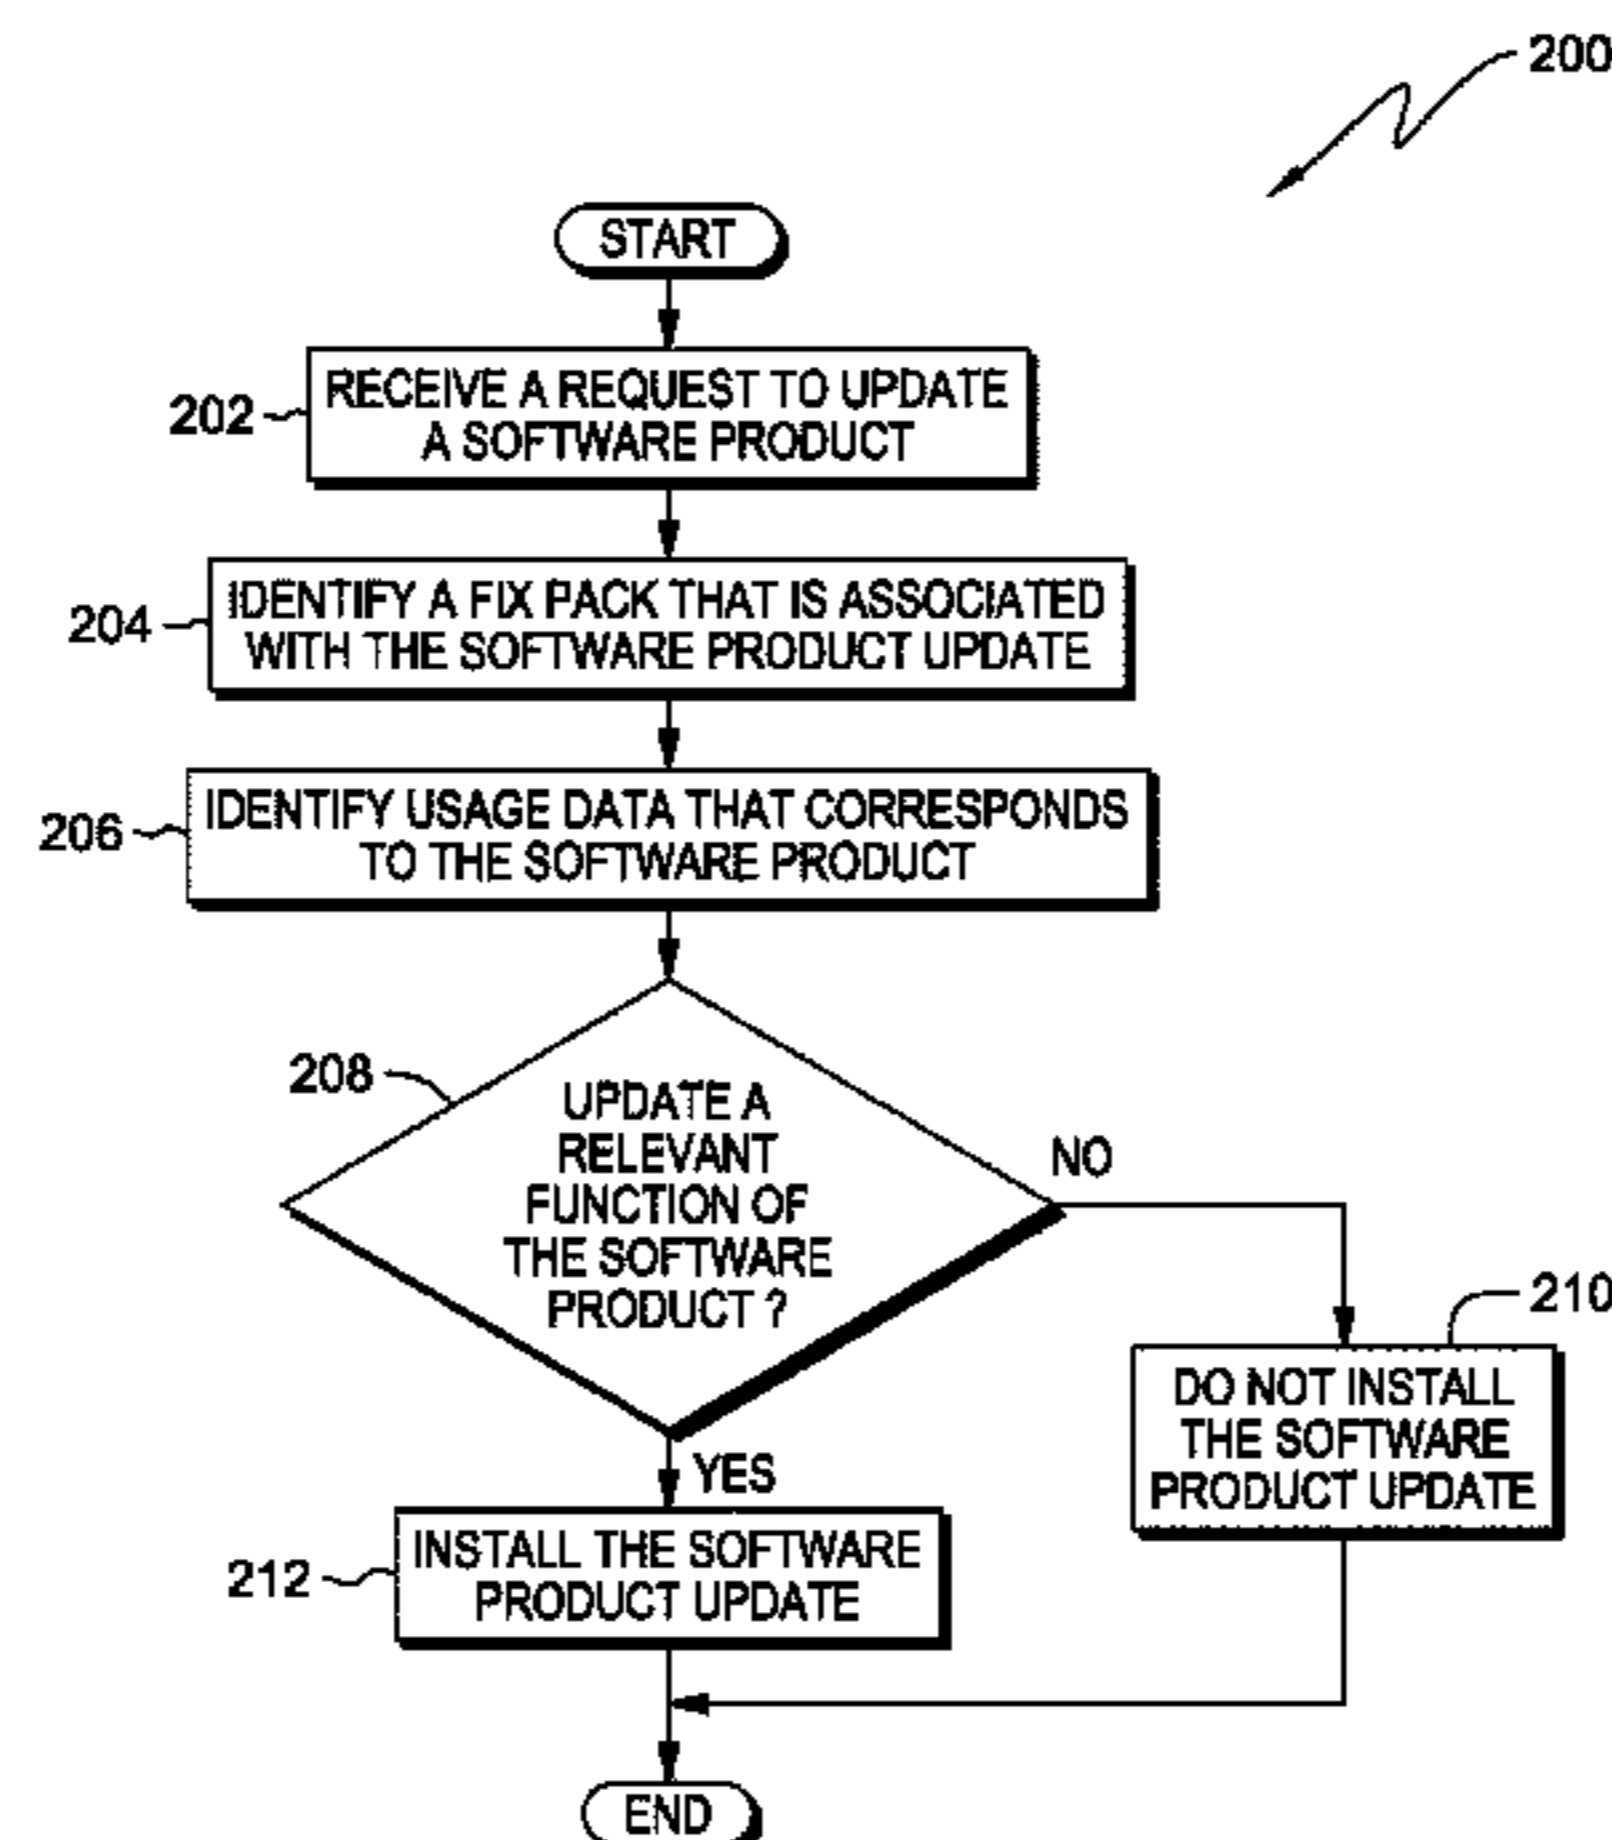 200
START
202
RECEIVE A REQUEST TO UPDATE
A SOFTWARE PRODUCT
204
IDENTIFY A FIX PACK THAT IS ASSOCIATED
WITH THE SOFTWARE PRODUCT UPDATE
206
IDENTIFY USAGE DATA THAT CORRESPONDS
TO THE SOFTWARE PRODUCT
208
UPDATE A
RELEVANT
FUNCTION OF
THE SOFTWARE
PRODUCT ?
NO
210
DO NOT INSTALL
THE SOFTWARE
PRODUCT UPDATE
YES
212
INSTALL THE SOFTWARE
PRODUCT UPDATE
END